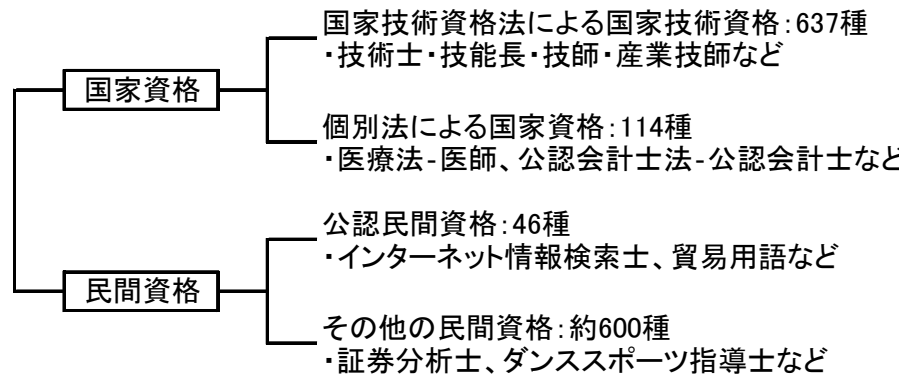 国家技術資格法による国家技術資格：637種
・技術士・技能長・技師・産業技師など
国家資格
個別法による国家資格：114種
・医療法-医師、公認会計士法-公認会計士など
公認民間資格：46種
・インターネット情報検索士、貿易用語など
民間資格
その他の民間資格：約600種
・証券分析士、ダンススポーツ指導士など